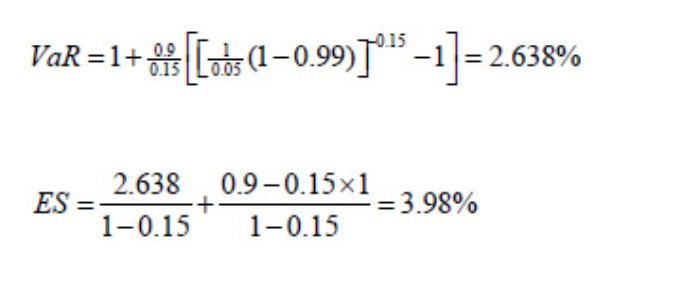 VaR = 1 + 0.9/0.15 [[1/0.05 (1−0.99)]^−0.15 −1] = 2.638%
ES = 2.638/(1−0.15) + (0.9−0.15×1)/(1−0.15) = 3.98%